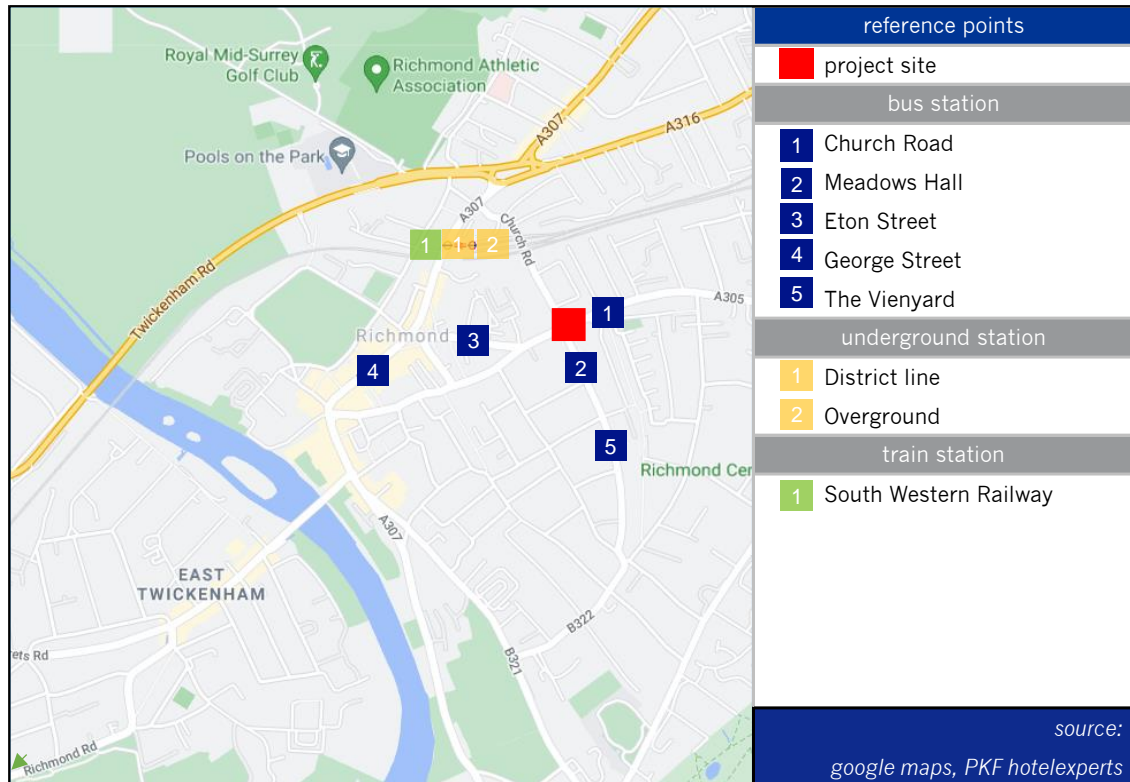 Royal Mid-Surrey
Golf Club
Richmond Athletic
Association
A307
A316
Pools on the Park
A307
Church Rd
1
1
2
Twickenham Rd
A305
1
Richmond
3
2
4
5
Richmond Cer
A307
EAST
TWICKENHAM
B322
B321
ets Rd
Richmond Rd
reference points
project site
bus station
1 Church Road
2 Meadows Hall
3 Eton Street
4 George Street
5 The Vienyard
underground station
1 District line
2 Overground
train station
1 South Western Railway
source:
google maps, PKF hotelexperts